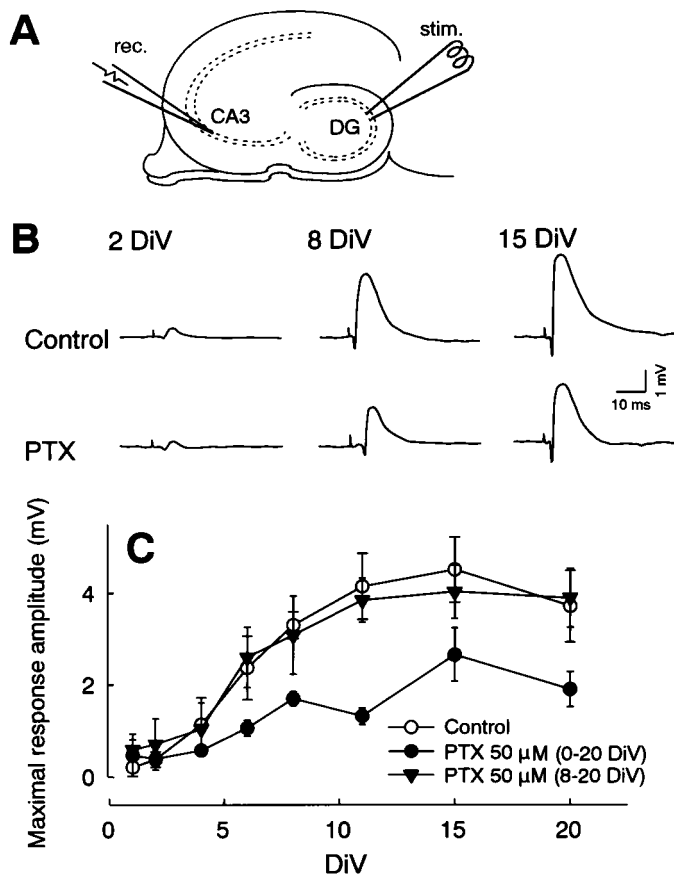 A
rec.
stim.
CA3
DG
B
2 DiV
8 DiV
15 DiV
Control
10 ms
1 mV
PTX
C
Maximal response amplitude (mV)
4
2
0
Control
PTX 50 µM (0-20 DiV)
PTX 50 µM (8-20 DiV)
0
5
10
15
20
DiV